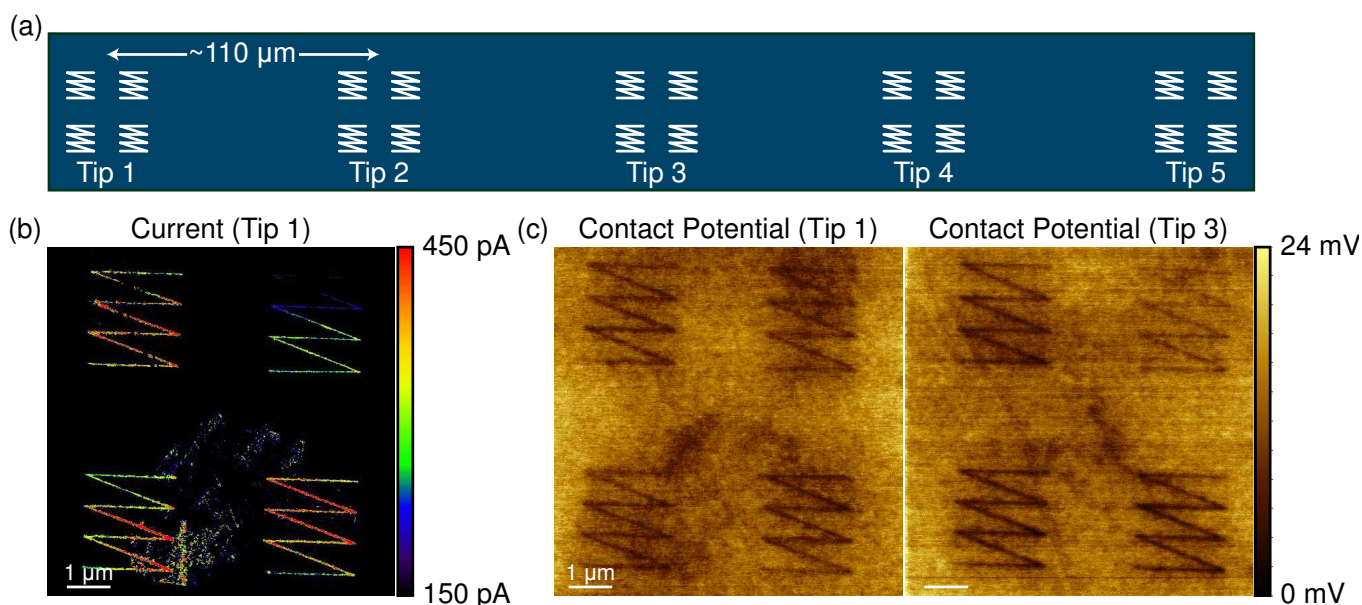 (a)
~110 µm
Tip 1 Tip 2 Tip 3 Tip 4 Tip 5
(b) Current (Tip 1)
450 pA
1 µm
150 pA
(c) Contact Potential (Tip 1) Contact Potential (Tip 3)
24 mV
1 µm
0 mV